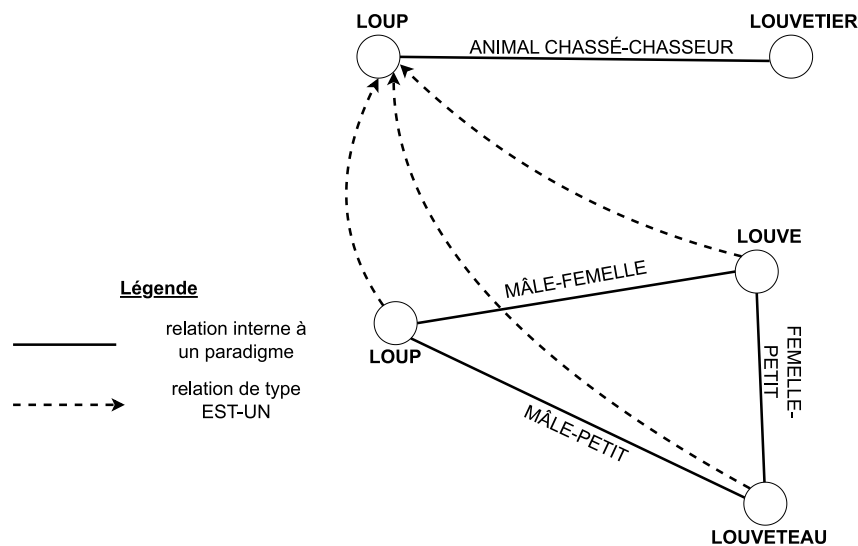 LOUP
LOUVETIER
ANIMAL CHASSÉ-CHASSEUR
LOUVE
MÂLE-FEMELLE
Légende
relation interne à
un paradigme
LOUP
FEMELLE-
PETIT
relation de type
EST-UN
MÂLE-PETIT
LOUVETEAU